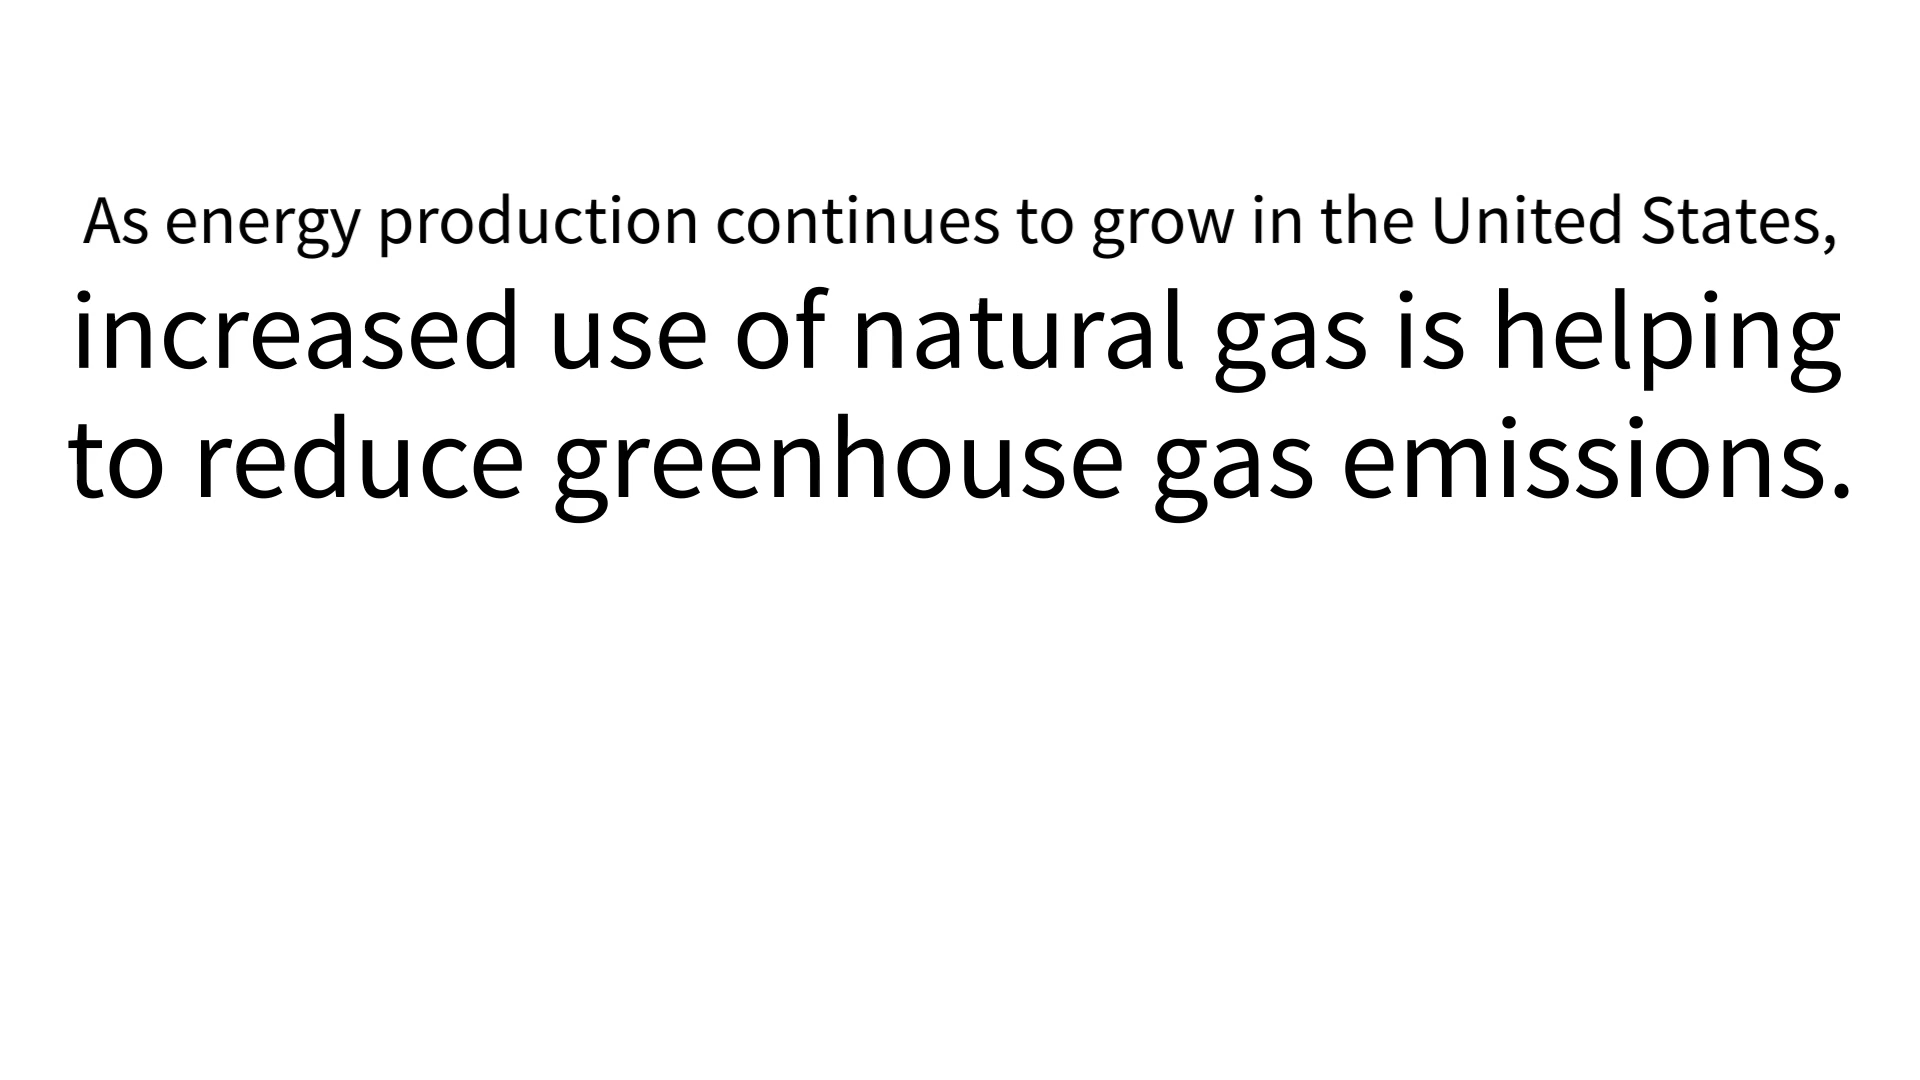 As energy production continues to grow in the United States,
increased use of natural gas is helping
to reduce greenhouse gas emissions.